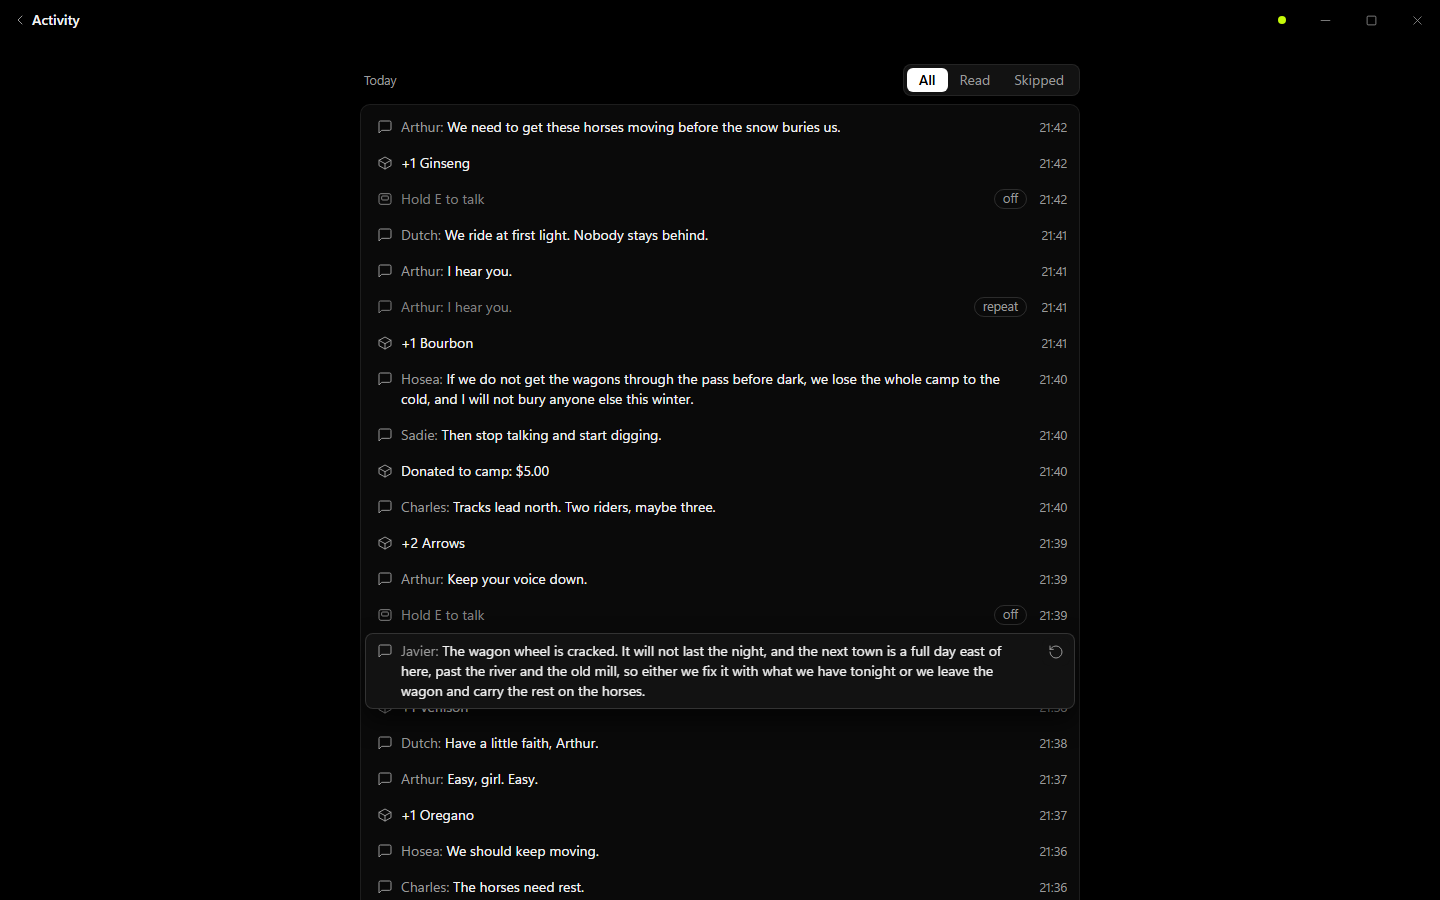 Activity
Today
All Read Skipped
Arthur: We need to get these horses moving before the snow buries us. 21:42
+1 Ginseng 21:42
Hold E to talk off 21:42
Dutch: We ride at first light. Nobody stays behind. 21:41
Arthur: I hear you. 21:41
Arthur: I hear you. repeat 21:41
+1 Bourbon 21:41
Hosea: If we do not get the wagons through the pass before dark, we lose the whole camp to the 21:40
cold, and I will not bury anyone else this winter.
Sadie: Then stop talking and start digging. 21:40
Donated to camp: $5.00 21:40
Charles: Tracks lead north. Two riders, maybe three. 21:40
+2 Arrows 21:39
Arthur: Keep your voice down. 21:39
Hold E to talk off 21:39
Javier: The wagon wheel is cracked. It will not last the night, and the next town is a full day east of
here, past the river and the old mill, so either we fix it with what we have tonight or we leave the
wagon and carry the rest on the horses.
Dutch: Have a little faith, Arthur. 21:38
Arthur: Easy, girl. Easy. 21:37
+1 Oregano 21:37
Hosea: We should keep moving. 21:36
Charles: The horses need rest. 21:36